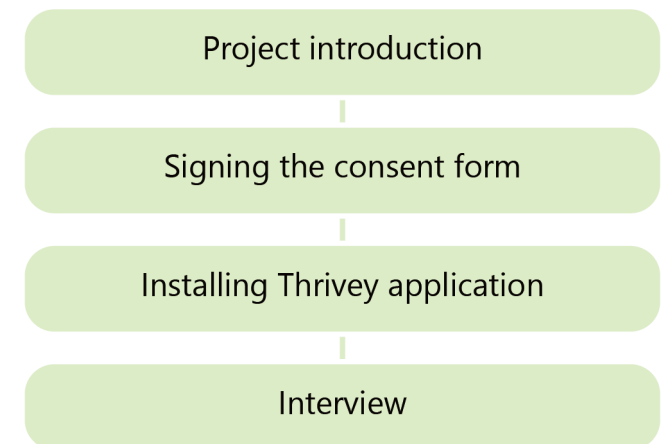 Project introduction
Signing the consent form
Installing Thrivey application
Interview